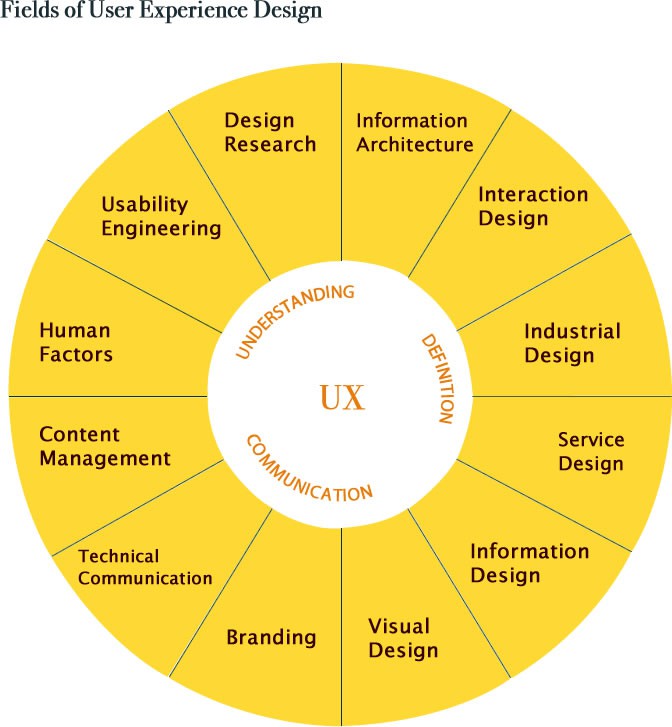 Fields of User Experience Design
Design
Research
Information
Architecture
Interaction
Design
Industrial
Design
Service
Design
Information
Design
Visual
Design
Branding
Technical
Communication
Content
Management
Human
Factors
Usability
Engineering
UNDERSTANDING
DEFINITION
COMMUNICATION
UX